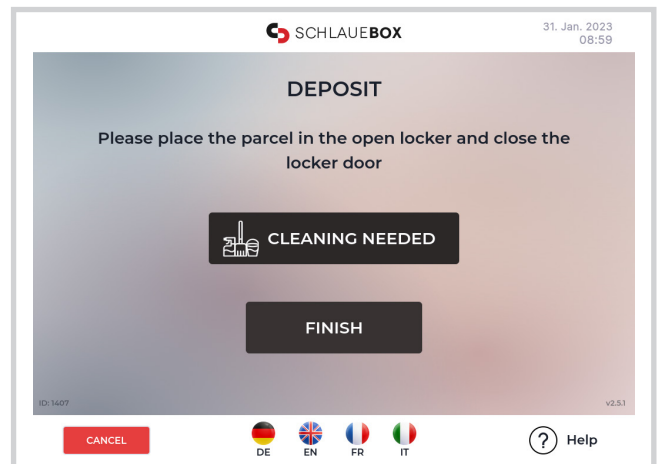 SCHLAUEBOX
31. Jan. 2023
08:59
DEPOSIT
Please place the parcel in the open locker and close the
locker door
CLEANING NEEDED
FINISH
ID: 1407
v2.5.1
CANCEL
DE
EN
FR
IT
? Help